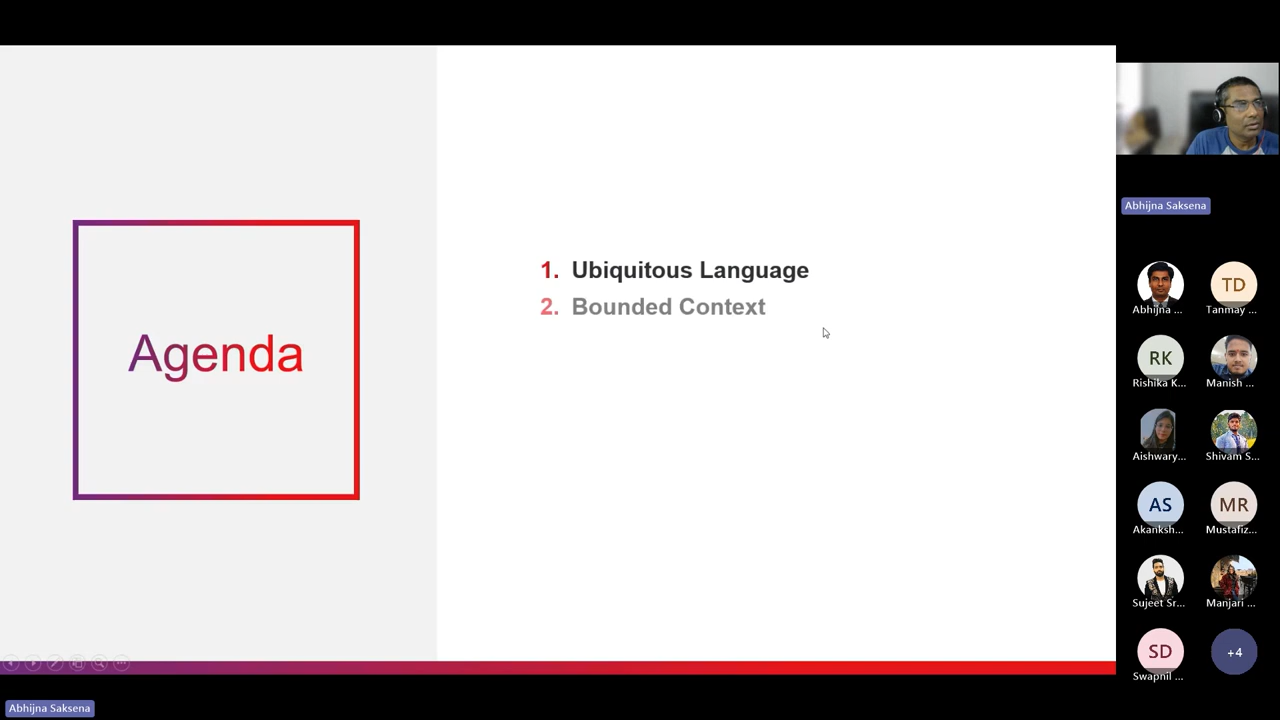 Agenda
1. Ubiquitous Language
2. Bounded Context
Abhijna Saksena
Abhijna ...
TD
Tanmay ...
RK
Rishika K...
Manish ...
Aishwary...
Shivam S...
AS
Akanksh...
MR
Mustafiz...
Sujeet Sr...
Manjari ...
SD
Swapnil ...
+4
Abhijna Saksena